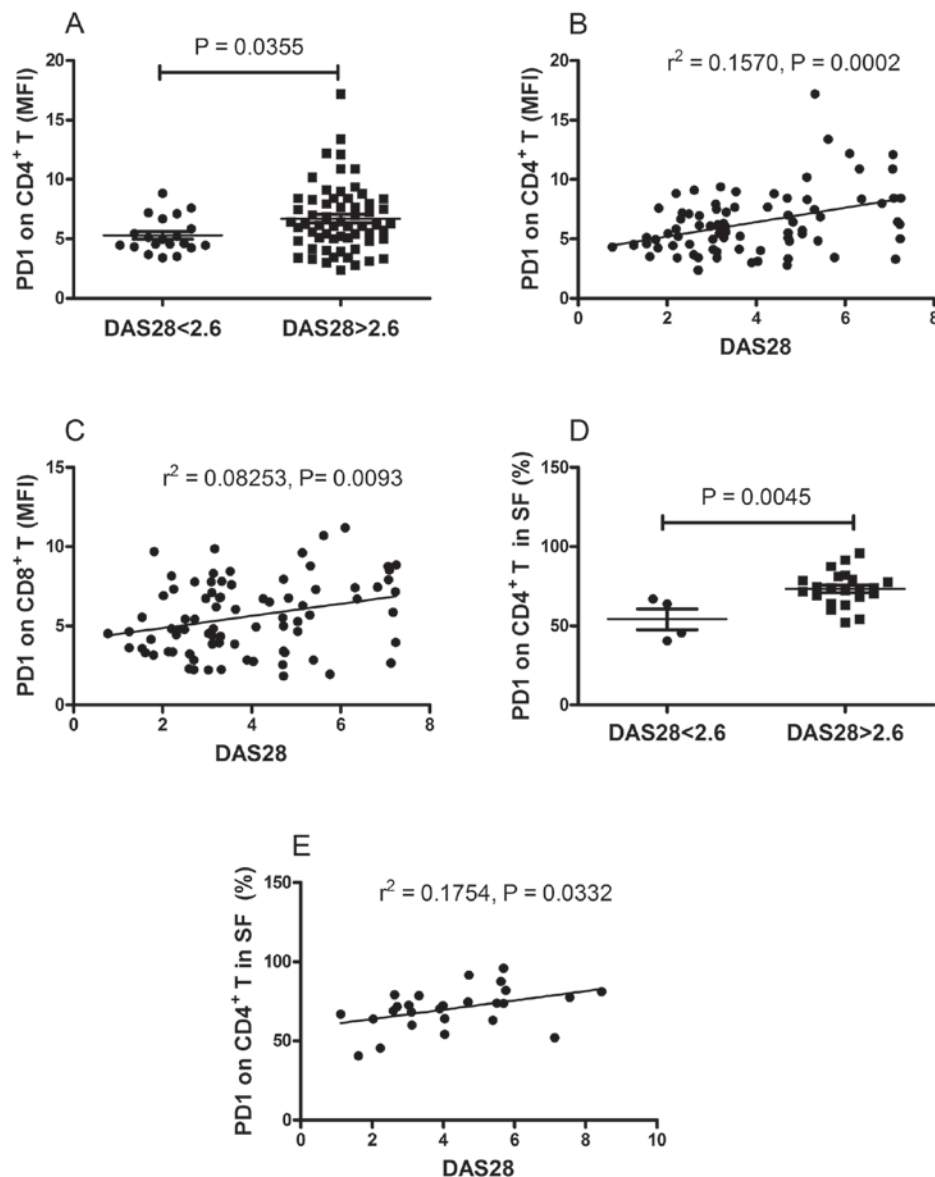 A
P = 0.0355
PD1 on CD4⁺ T (MFI)
20
15
10
5
0
DAS28<2.6 DAS28>2.6
B
r² = 0.1570, P = 0.0002
PD1 on CD4⁺ T (MFI)
20
15
10
5
0
0 2 4 6 8
DAS28
C
r² = 0.08253, P= 0.0093
PD1 on CD8⁺ T (MFI)
15
10
5
0
0 2 4 6 8
DAS28
D
P = 0.0045
PD1 on CD4⁺ T in SF (%)
150
100
50
0
DAS28<2.6 DAS28>2.6
E
r² = 0.1754, P = 0.0332
PD1 on CD4⁺ T in SF (%)
150
100
50
0
0 2 4 6 8 10
DAS28